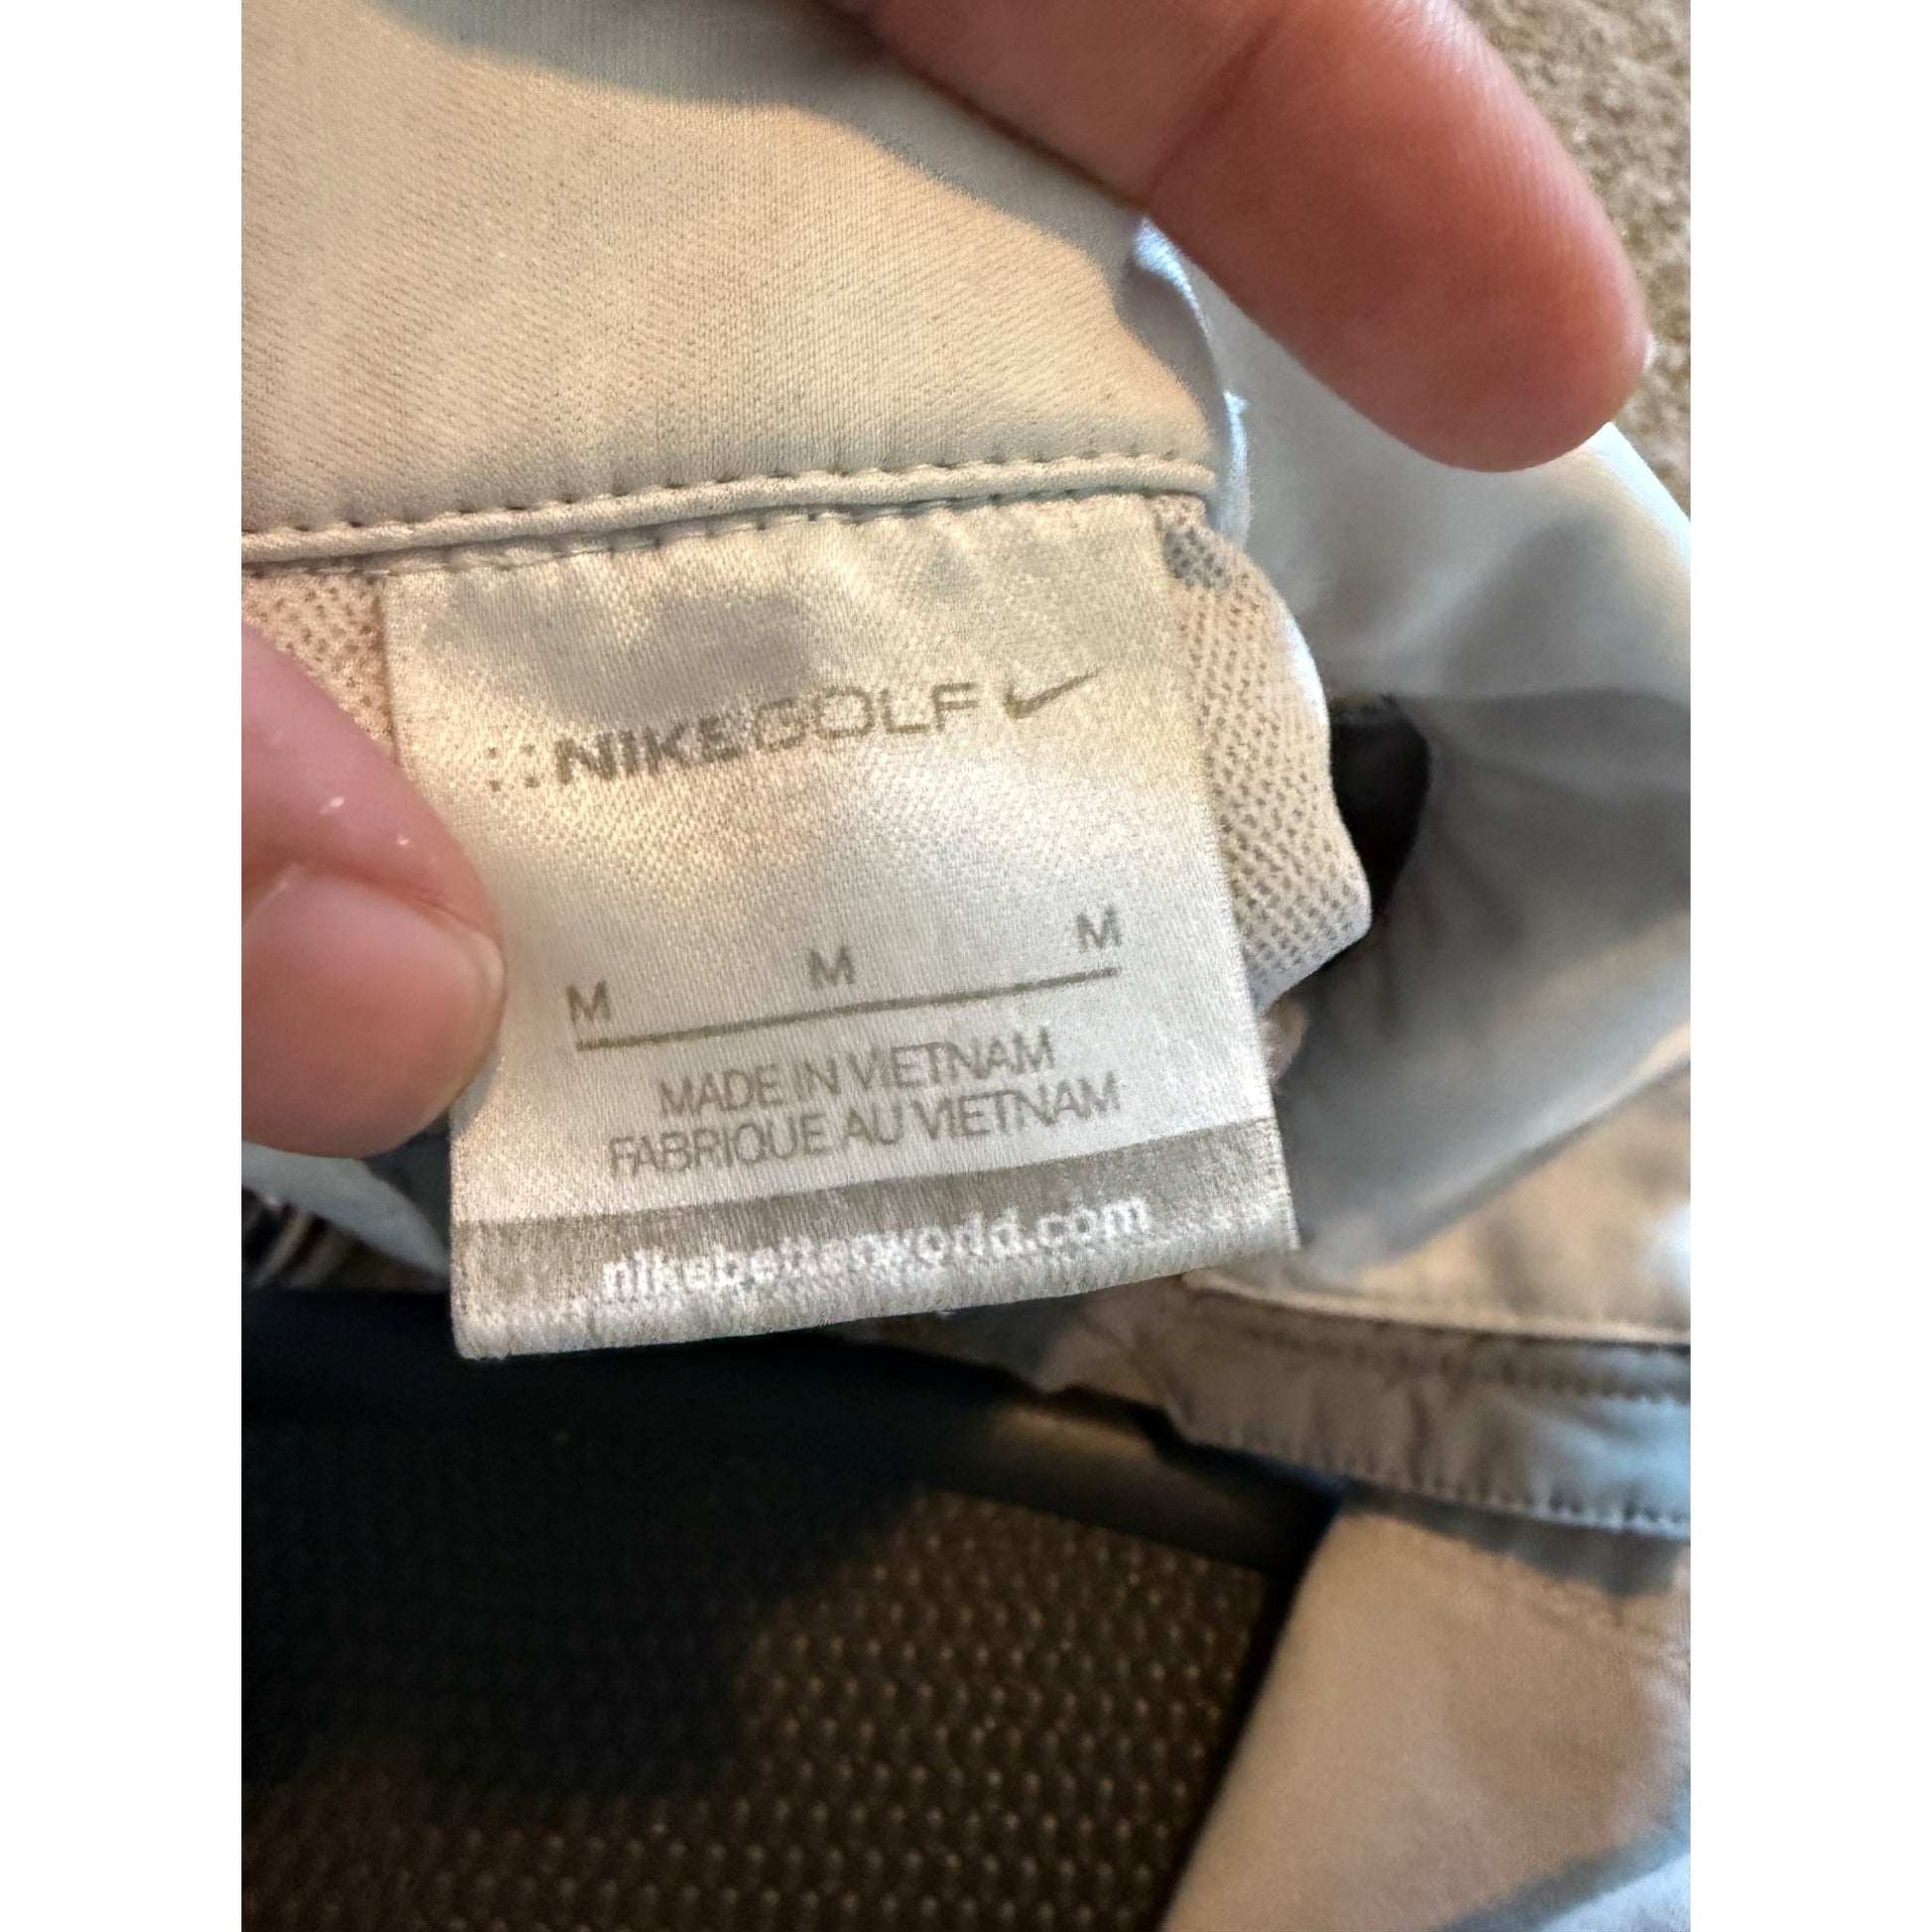 NIKEGOLF
M M M
MADE IN VIETNAM
FABRIQUE AU VIETNAM
nikebetterworld.com